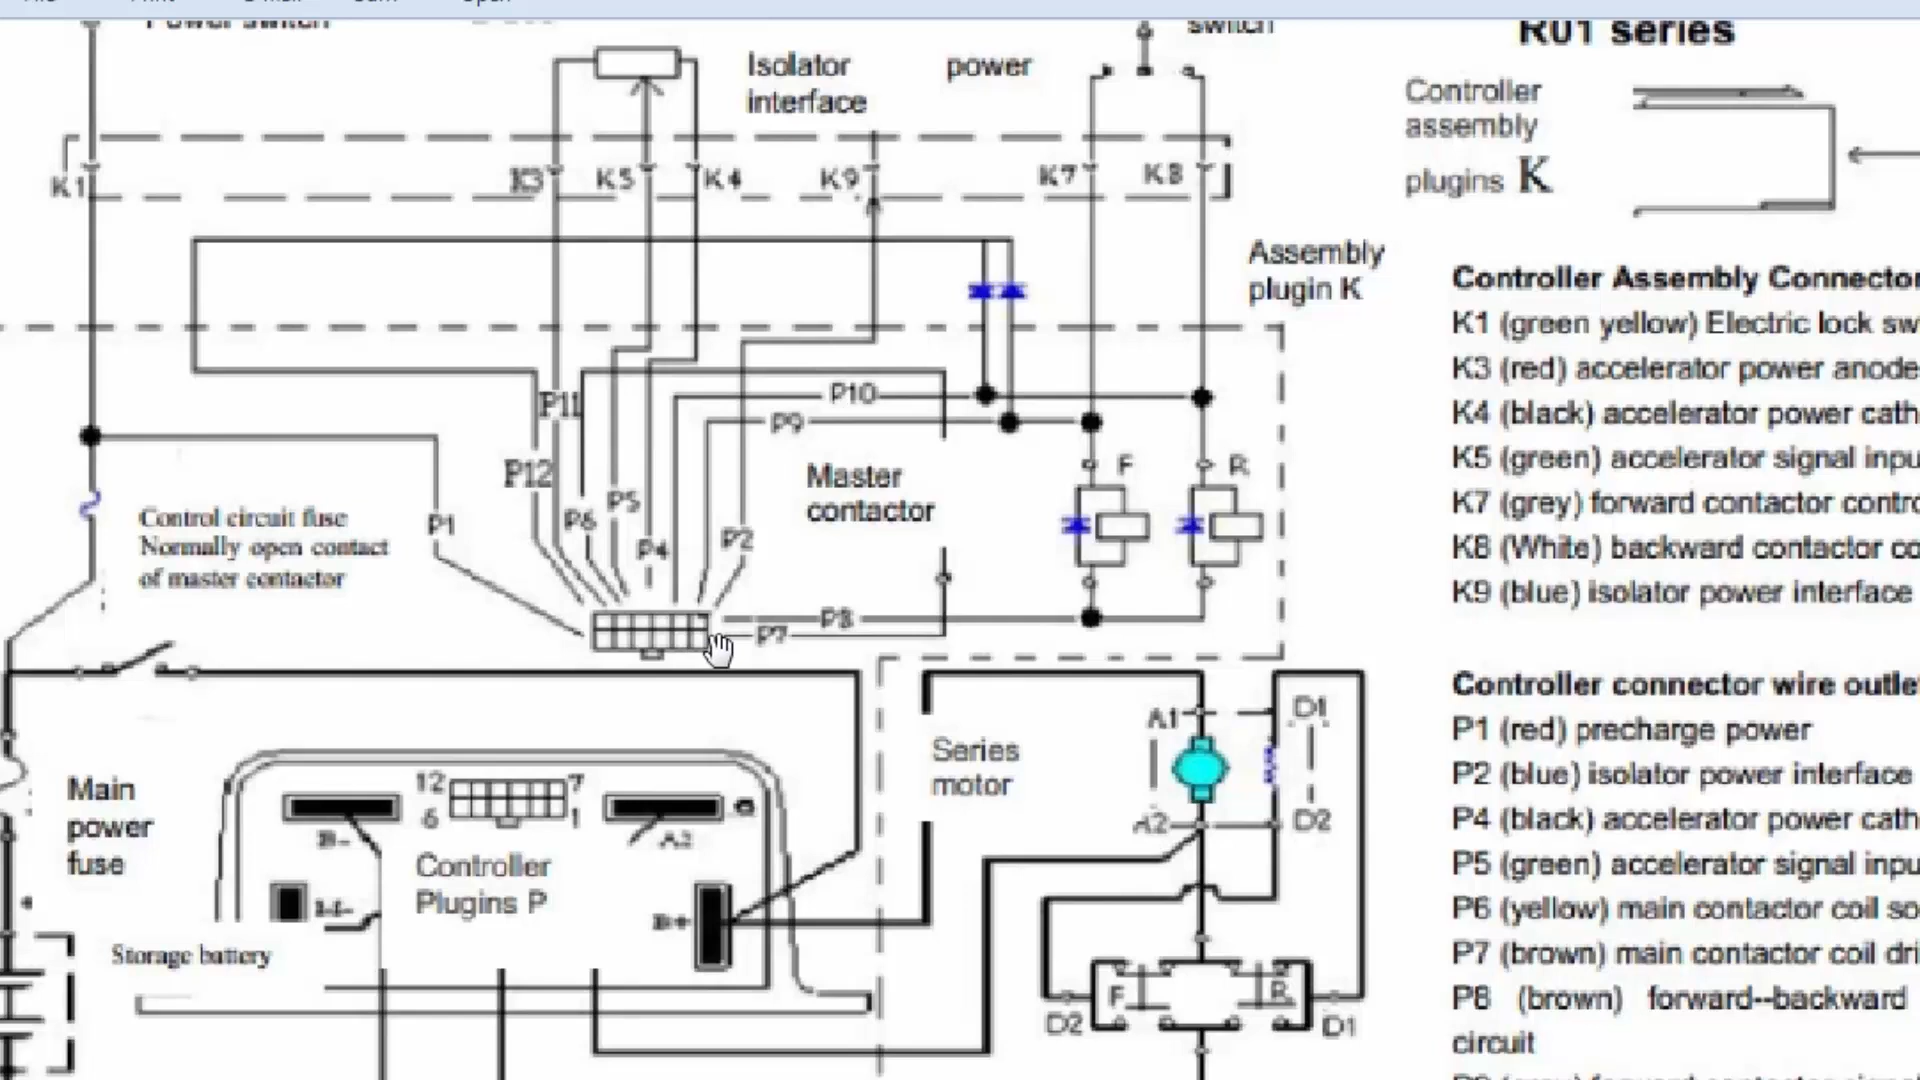 R01 series
Isolator
interface
power
Controller
assembly
plugins K
K1
K3
K5
K4
K9
K7
K8
Assembly
plugin K
Controller Assembly Connector
K1 (green yellow) Electric lock sw
K3 (red) accelerator power anode
K4 (black) accelerator power cath
K5 (green) accelerator signal inpu
K7 (grey) forward contactor contro
K8 (White) backward contactor co
K9 (blue) isolator power interface
P10
P11
P9
P12
Master
contactor
F
R
P1
P6
P5
P4
P2
Control circuit fuse
Normally open contact
of master contactor
P8
P7
Controller connector wire outlet
P1 (red) precharge power
P2 (blue) isolator power interface
P4 (black) accelerator power cath
P5 (green) accelerator signal inpu
P6 (yellow) main contactor coil so
P7 (brown) main contactor coil dri
P8 (brown) forward--backward
circuit
A1
D1
Series
motor
A2
D2
Main
power
fuse
12
7
6
1
B-
A2
Controller
Plugins P
M-
B+
Storage battery
F
R
D2
D1